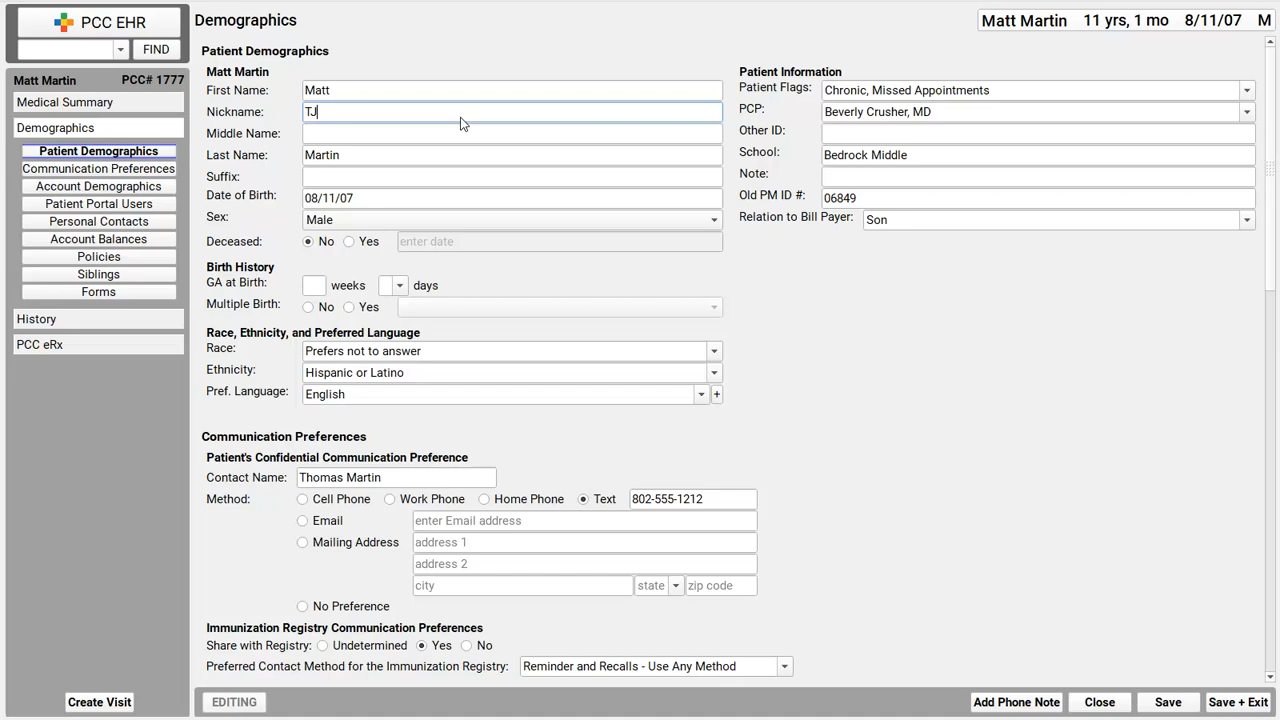 PCC EHR
FIND
Matt Martin PCC# 1777
Medical Summary
Demographics
Patient Demographics
Communication Preferences
Account Demographics
Patient Portal Users
Personal Contacts
Account Balances
Policies
Siblings
Forms
History
PCC eRx
Create Visit
Demographics
Matt Martin 11 yrs, 1 mo 8/11/07 M
Patient Demographics
Matt Martin
First Name: Matt
Nickname: TJ
Middle Name:
Last Name: Martin
Suffix:
Date of Birth: 08/11/07
Sex: Male
Deceased: No Yes enter date
Birth History
GA at Birth: weeks days
Multiple Birth: No Yes
Race, Ethnicity, and Preferred Language
Race: Prefers not to answer
Ethnicity: Hispanic or Latino
Pref. Language: English +
Patient Information
Patient Flags: Chronic, Missed Appointments
PCP: Beverly Crusher, MD
Other ID:
School: Bedrock Middle
Note:
Old PM ID #: 06849
Relation to Bill Payer: Son
Communication Preferences
Patient's Confidential Communication Preference
Contact Name: Thomas Martin
Method: Cell Phone Work Phone Home Phone Text 802-555-1212
Email enter Email address
Mailing Address address 1
address 2
city state zip code
No Preference
Immunization Registry Communication Preferences
Share with Registry: Undetermined Yes No
Preferred Contact Method for the Immunization Registry: Reminder and Recalls - Use Any Method
EDITING Add Phone Note Close Save Save + Exit